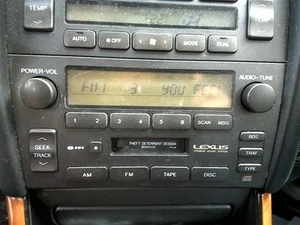 TEMP
AUTO OFF MODE DUAL
POWER-VOL AUDIO-TUNE
FM1 3 YOU FCC
1 2 3 4 5 6 SCAN MSG
SEEK
TRACK
THEFT DETERRENT DESIGN
LEXUS
RDS
TRAF
TYPE
AM FM TAPE DISC